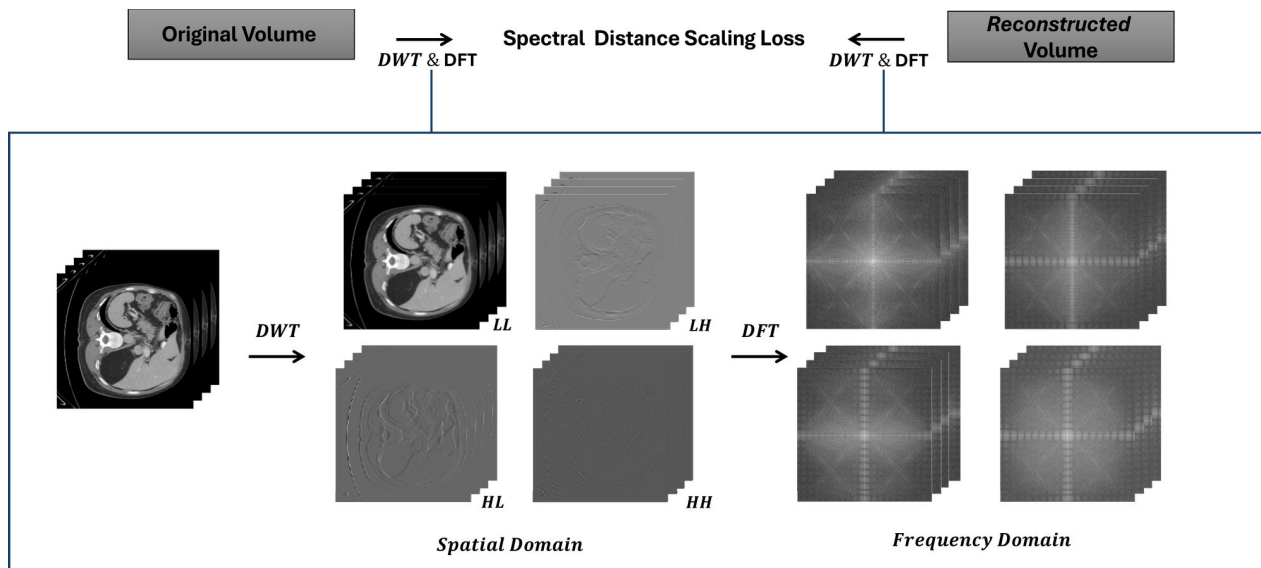 Original Volume
DWT & DFT
Spectral Distance Scaling Loss
DWT & DFT
Reconstructed
Volume
DWT
LL
LH
HL
HH
DFT
Spatial Domain
Frequency Domain